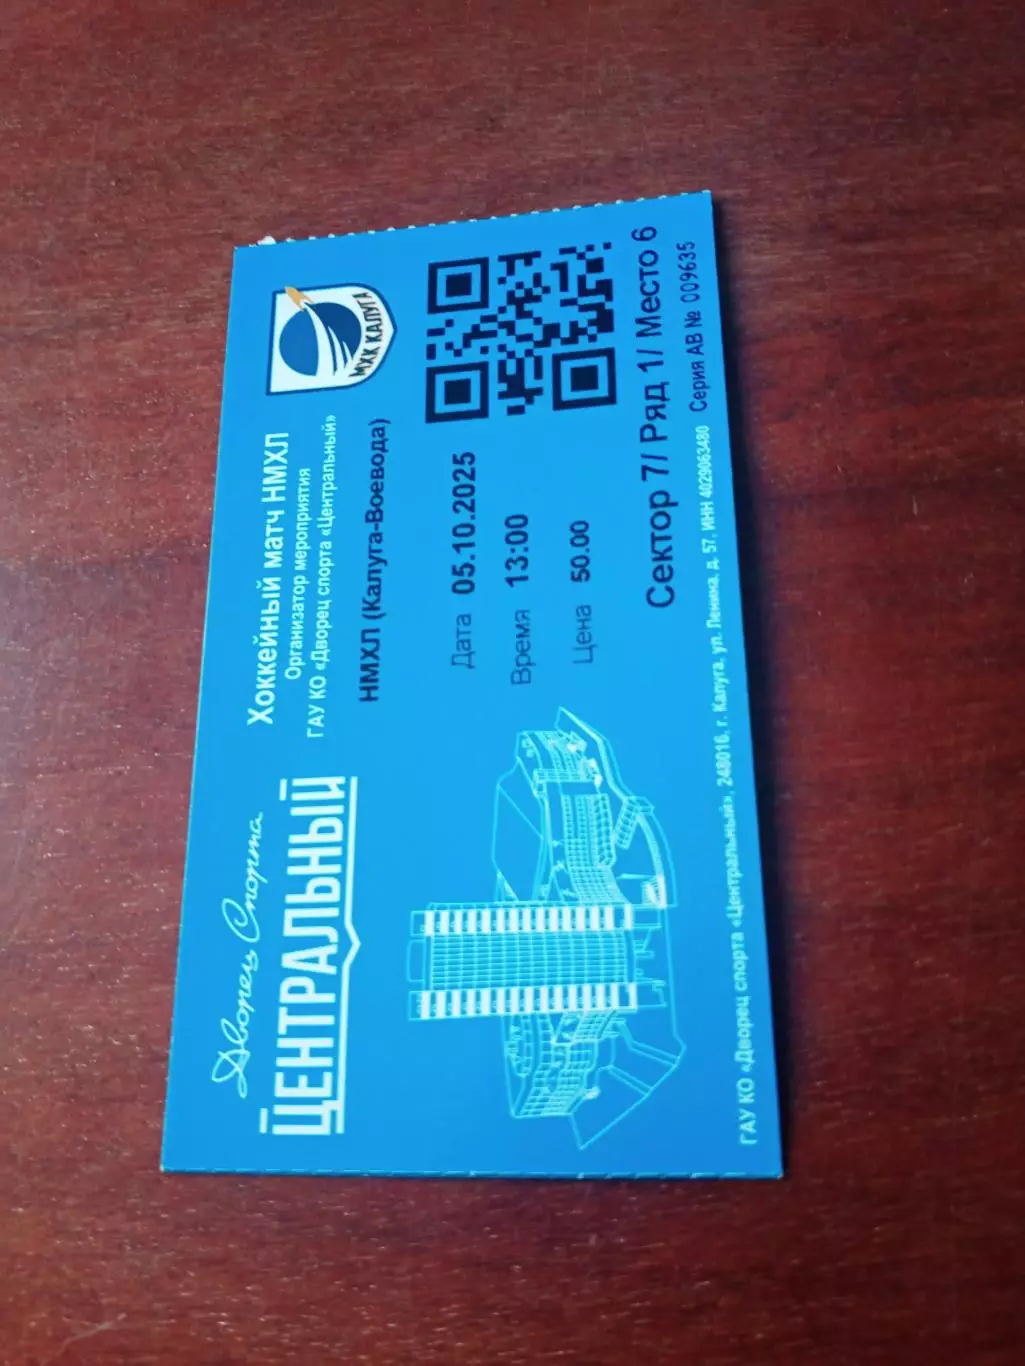 Дворец Спорта
ЦЕНТРАЛЬНЫЙ
Хоккейный матч НМХЛ
Организатор мероприятия
ГАУ КО «Дворец спорта «Центральный»
МХК КАЛУГА
НМХЛ (Калуга-Воевода)
Дата 05.10.2025
Время 13:00
Цена 50.00
Сектор 7/ Ряд 1/ Место 6
Серия АВ № 009635
ГАУ КО «Дворец спорта «Центральный», 248016, г. Калуга, ул. Ленина, д. 57, ИНН 4029063480